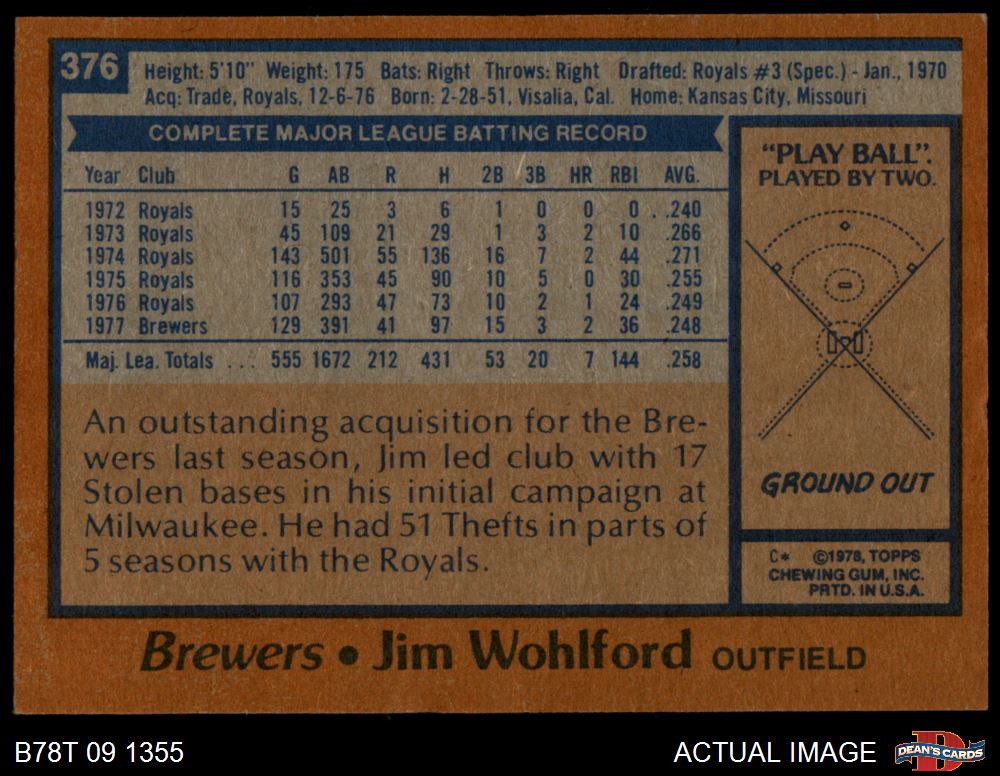 376
Height: 5'10" Weight: 175 Bats: Right Throws: Right Drafted: Royals #3 (Spec.) - Jan., 1970
Acq: Trade, Royals, 12-6-76 Born: 2-28-51, Visalia, Cal. Home: Kansas City, Missouri
COMPLETE MAJOR LEAGUE BATTING RECORD
Year Club G AB R H 2B 3B HR RBI AVG.
1972 Royals 15 25 3 6 1 0 0 0 . .240
1973 Royals 45 109 21 29 1 3 2 10 .266
1974 Royals 143 501 55 136 16 7 2 44 .271
1975 Royals 116 353 45 90 10 5 0 30 .255
1976 Royals 107 293 47 73 10 2 1 24 .249
1977 Brewers 129 391 41 97 15 3 2 36 .248
Maj. Lea. Totals . . . 555 1672 212 431 53 20 7 144 .258
An outstanding acquisition for the Bre-
wers last season, Jim led club with 17
Stolen bases in his initial campaign at
Milwaukee. He had 51 Thefts in parts of
5 seasons with the Royals.
"PLAY BALL".
PLAYED BY TWO.
GROUND OUT
C* ©1978, TOPPS
CHEWING GUM, INC.
PRTD. IN U.S.A.
Brewers • Jim Wohlford OUTFIELD
B78T 09 1355
ACTUAL IMAGE
DEAN'S CARDS